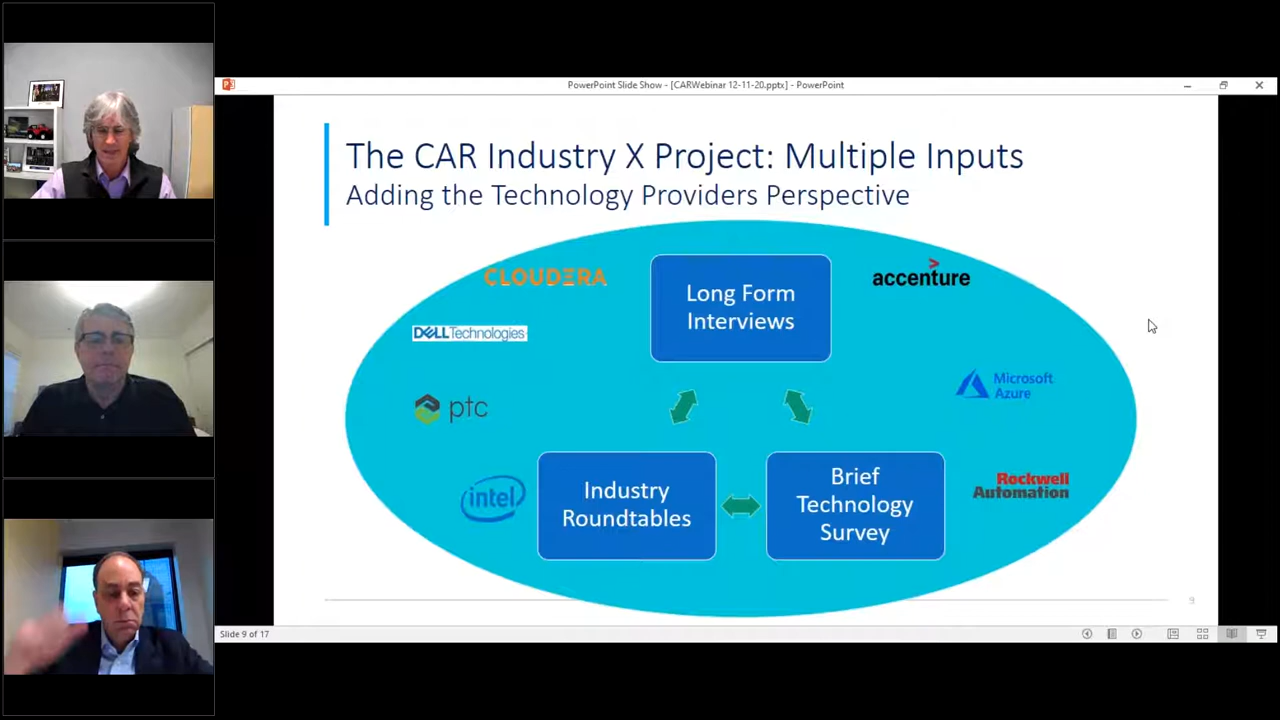 PowerPoint Slide Show - [CARWebinar 12-11-20.pptx] - PowerPoint
The CAR Industry X Project: Multiple Inputs
Adding the Technology Providers Perspective
CLOUDERA
Long Form
Interviews
accenture
DELL Technologies
Microsoft
Azure
ptc
intel
Industry
Roundtables
Brief
Technology
Survey
Rockwell
Automation
9
Slide 9 of 17